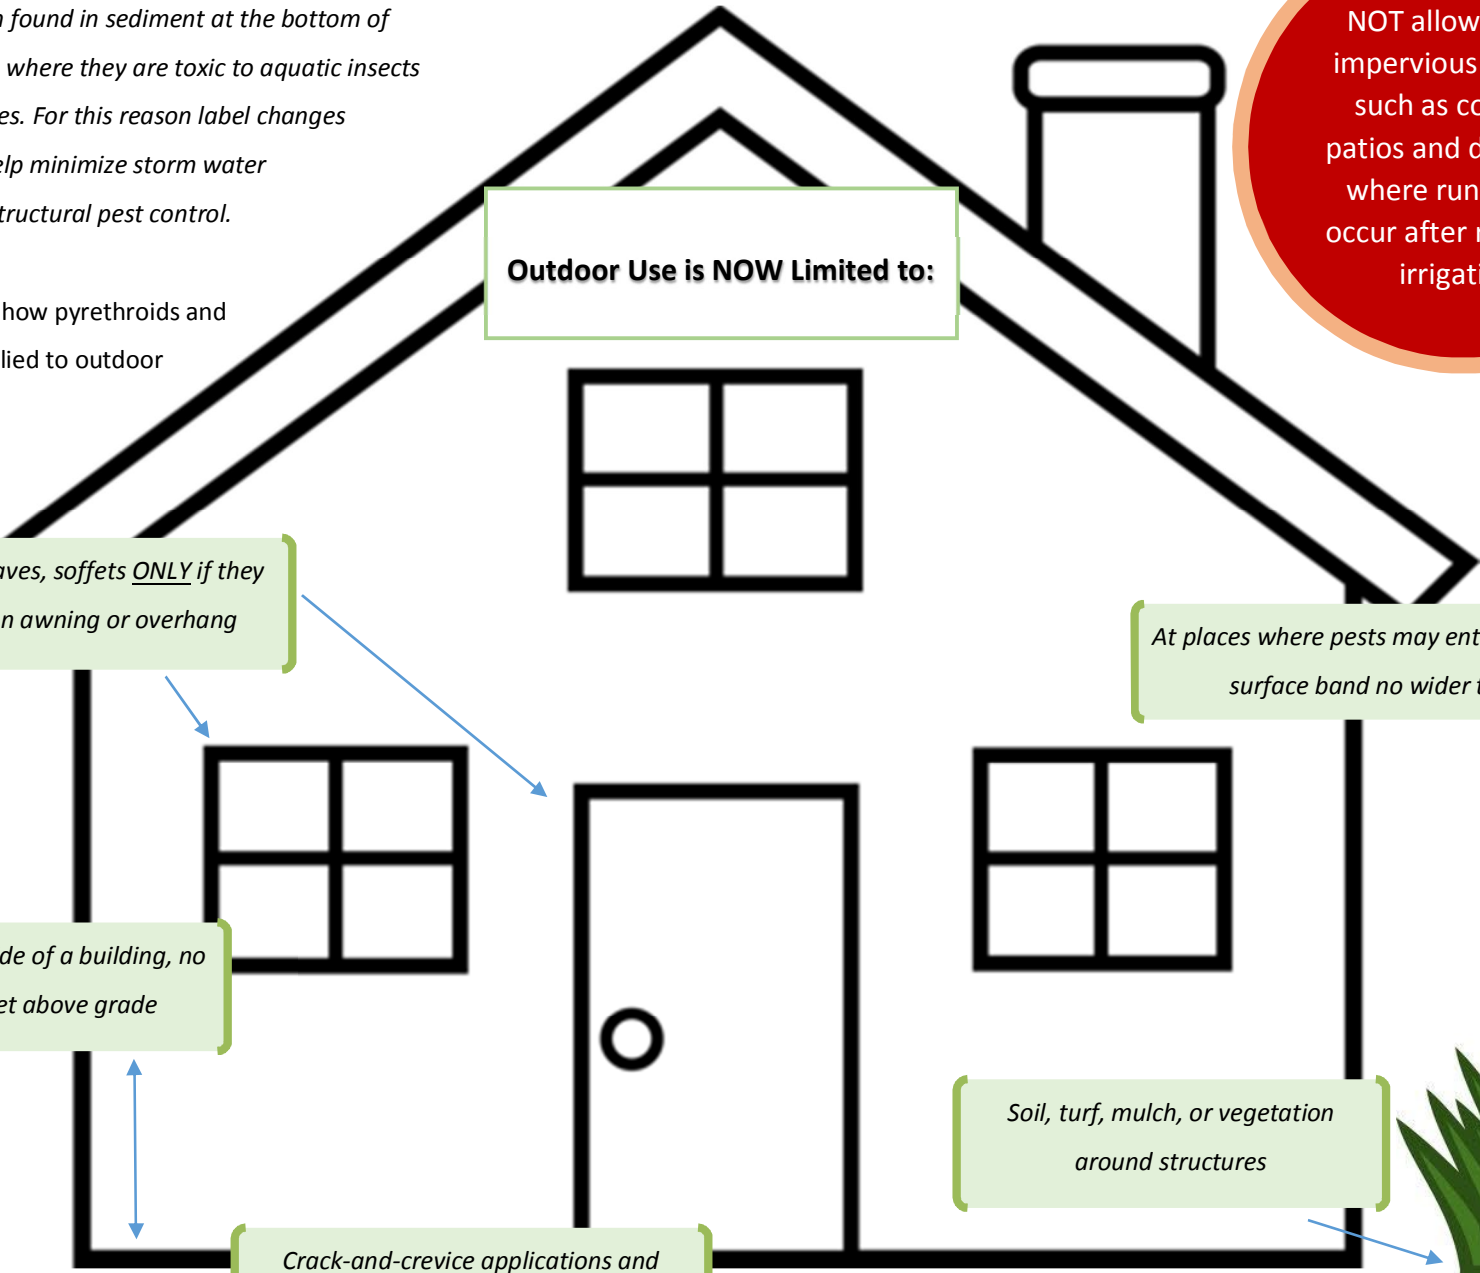 found in sediment at the bottom of
where they are toxic to aquatic insects
es. For this reason label changes
elp minimize storm water
tructural pest control.
how pyrethroids and
lied to outdoor
NOT allow
impervious
such as co
patios and d
where run
occur after r
irrigati
Outdoor Use is NOW Limited to:
aves, soffets ONLY if they
n awning or overhang
At places where pests may ent
surface band no wider t
de of a building, no
et above grade
Soil, turf, mulch, or vegetation
around structures
Crack-and-crevice applications and